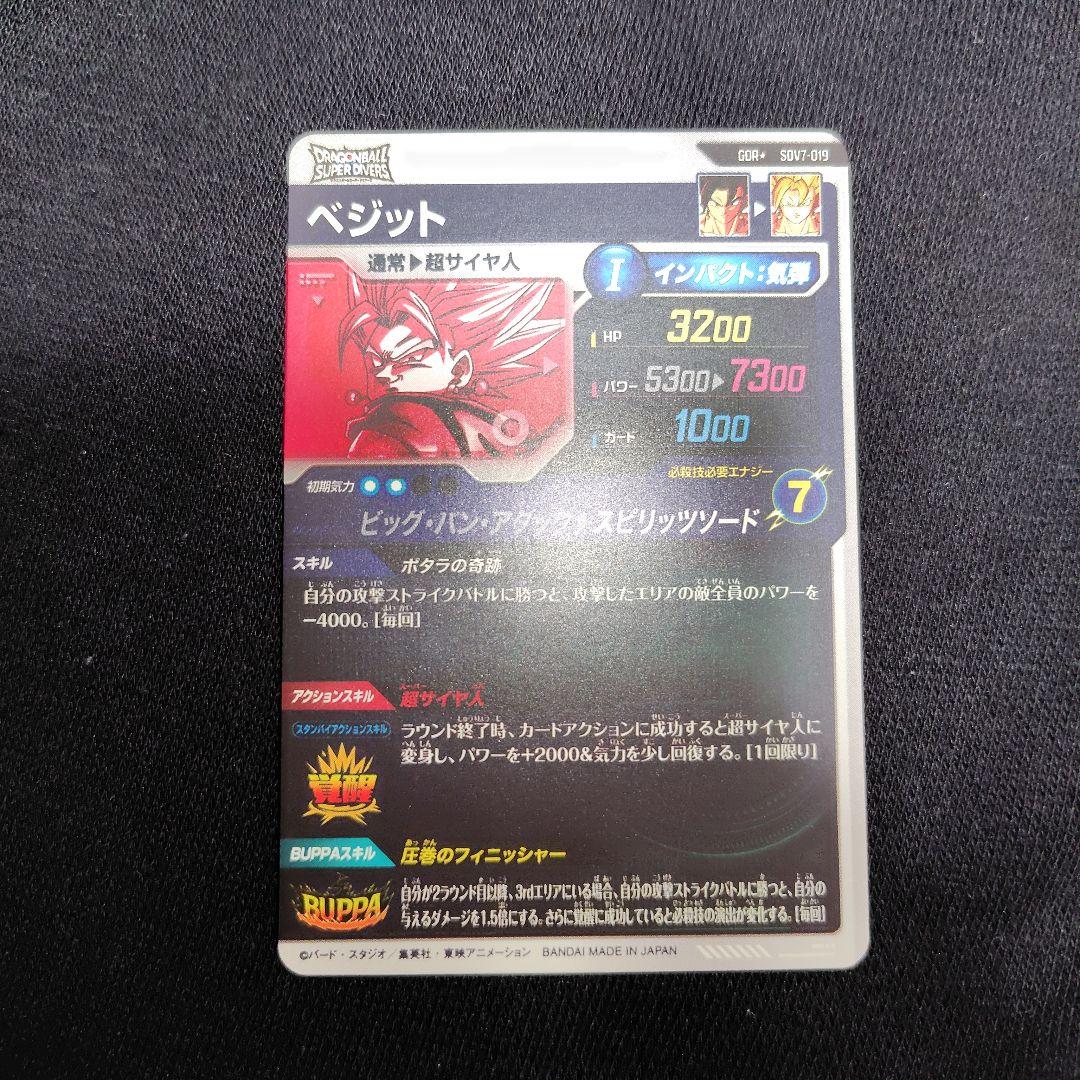 DRAGONBALL
SUPER DIVERS
GDR★ SDV7-019
ベジット
通常▶超サイヤ人
I インパクト:気弾
HP 3200
パワー 5300▶7300
ガード 1000
初期気力
必殺技必要エナジー
7
ビッグ・バン・アタック&スピリッツソード
スキル ポタラの奇跡
自分の攻撃ストライクバトルに勝つと、攻撃したエリアの敵全員のパワーを
-4000。[毎回]
アクションスキル 超サイヤ人
スタンバイアクションスキル
ラウンド終了時、カードアクションに成功すると超サイヤ人に
変身し、パワーを+2000&気力を少し回復する。[1回限り]
覚醒
BUPPAスキル 圧巻のフィニッシャー
BUPPA
自分が2ラウンド目以降、3rdエリアにいる場合、自分の攻撃ストライクバトルに勝つと、自分の
与えるダメージを1.5倍にする。さらに覚醒に成功していると必殺技の演出が変化する。[毎回]
©バード・スタジオ/集英社・東映アニメーション BANDAI MADE IN JAPAN